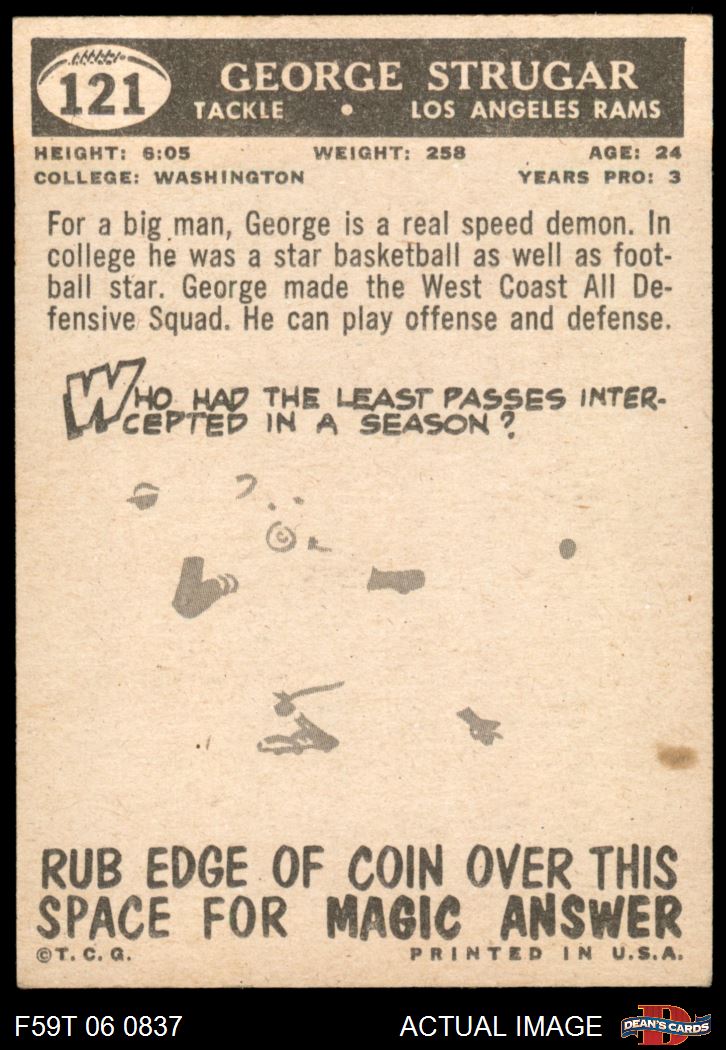 121
GEORGE STRUGAR
TACKLE • LOS ANGELES RAMS
HEIGHT: 6:05 WEIGHT: 258 AGE: 24
COLLEGE: WASHINGTON YEARS PRO: 3
For a big man, George is a real speed demon. In
college he was a star basketball as well as foot-
ball star. George made the West Coast All De-
fensive Squad. He can play offense and defense.
WHO HAD THE LEAST PASSES INTER-
CEPTED IN A SEASON?
C
RUB EDGE OF COIN OVER THIS
SPACE FOR MAGIC ANSWER
©T. C. G. PRINTED IN U.S.A.
F59T 06 0837 ACTUAL IMAGE D DEAN'S CARDS